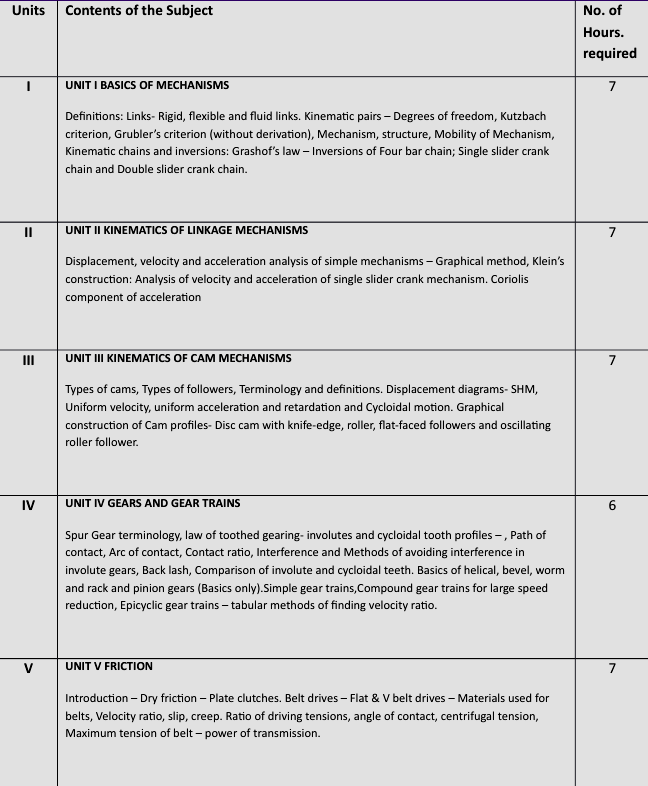 Units Contents of the Subject No. of
Hours.
required
I UNIT I BASICS OF MECHANISMS 7
Definitions: Links- Rigid, flexible and fluid links. Kinematic pairs – Degrees of freedom, Kutzbach
criterion, Grubler’s criterion (without derivation), Mechanism, structure, Mobility of Mechanism,
Kinematic chains and inversions: Grashof’s law – Inversions of Four bar chain; Single slider crank
chain and Double slider crank chain.
II UNIT II KINEMATICS OF LINKAGE MECHANISMS 7
Displacement, velocity and acceleration analysis of simple mechanisms – Graphical method, Klein’s
construction: Analysis of velocity and acceleration of single slider crank mechanism. Coriolis
component of acceleration
III UNIT III KINEMATICS OF CAM MECHANISMS 7
Types of cams, Types of followers, Terminology and definitions. Displacement diagrams- SHM,
Uniform velocity, uniform acceleration and retardation and Cycloidal motion. Graphical
construction of Cam profiles- Disc cam with knife-edge, roller, flat-faced followers and oscillating
roller follower.
IV UNIT IV GEARS AND GEAR TRAINS 6
Spur Gear terminology, law of toothed gearing- involutes and cycloidal tooth profiles – , Path of
contact, Arc of contact, Contact ratio, Interference and Methods of avoiding interference in
involute gears, Back lash, Comparison of involute and cycloidal teeth. Basics of helical, bevel, worm
and rack and pinion gears (Basics only).Simple gear trains,Compound gear trains for large speed
reduction, Epicyclic gear trains – tabular methods of finding velocity ratio.
V UNIT V FRICTION 7
Introduction – Dry friction – Plate clutches. Belt drives – Flat & V belt drives – Materials used for
belts, Velocity ratio, slip, creep. Ratio of driving tensions, angle of contact, centrifugal tension,
Maximum tension of belt – power of transmission.